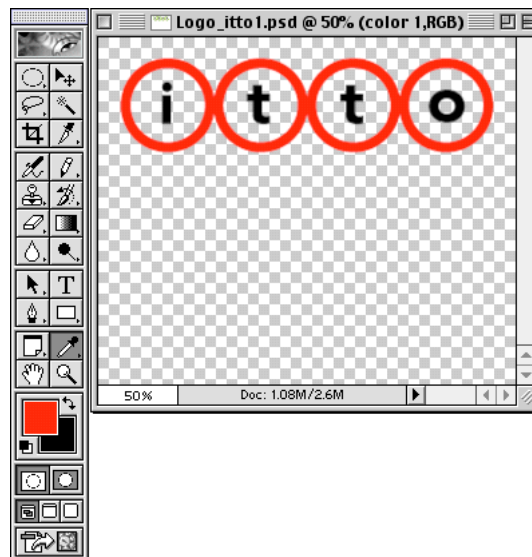 Logo_itto1.psd @ 50% (color 1,RGB)
i t t o
T
50%
Doc: 1.08M/2.6M